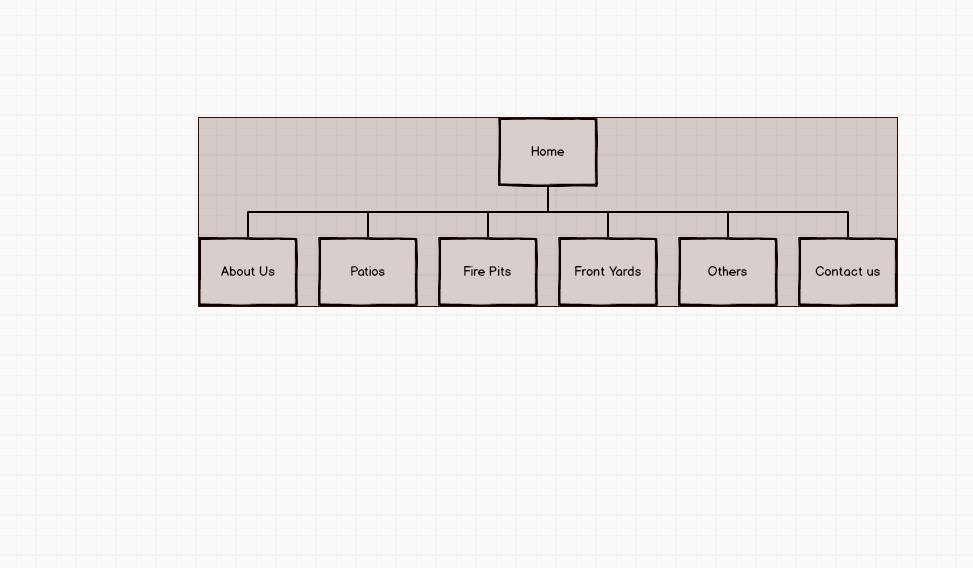 Home
About Us
Patios
Fire Pits
Front Yards
Others
Contact us